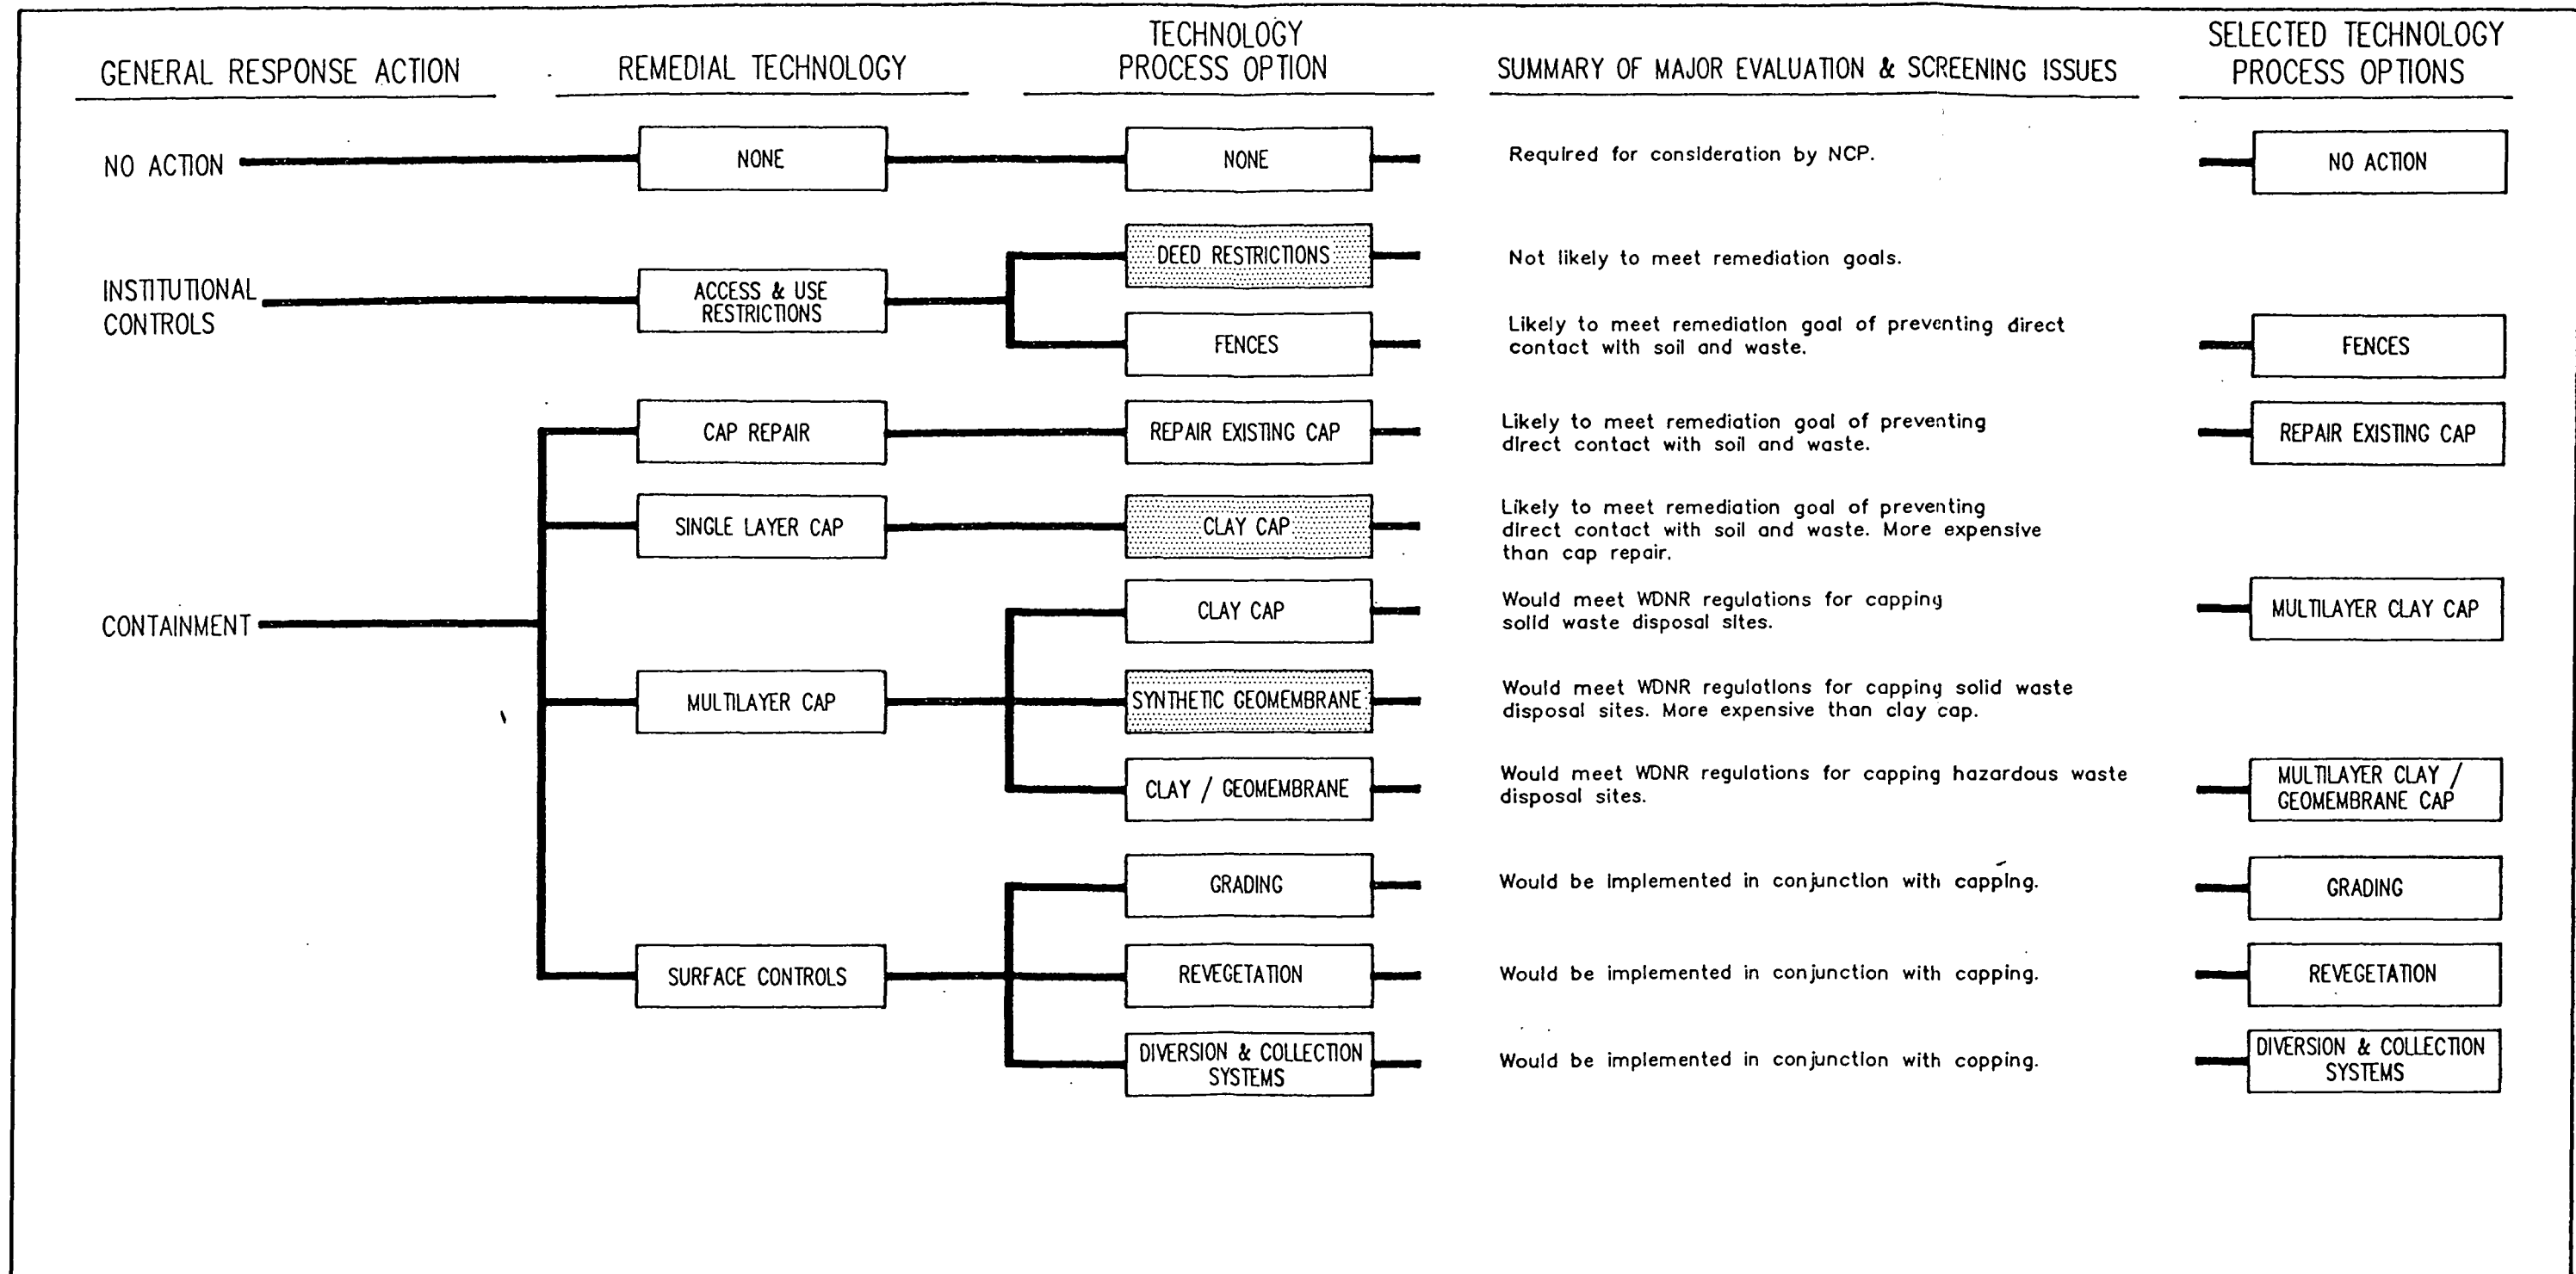 GENERAL RESPONSE ACTION
REMEDIAL TECHNOLOGY
TECHNOLOGY
PROCESS OPTION
SUMMARY OF MAJOR EVALUATION & SCREENING ISSUES
SELECTED TECHNOLOGY
PROCESS OPTIONS
NO ACTION
NONE
NONE
Required for consideration by NCP.
NO ACTION
INSTITUTIONAL
CONTROLS
ACCESS & USE
RESTRICTIONS
DEED RESTRICTIONS
Not likely to meet remediation goals.
FENCES
Likely to meet remediation goal of preventing direct
contact with soil and waste.
FENCES
CONTAINMENT
CAP REPAIR
REPAIR EXISTING CAP
Likely to meet remediation goal of preventing
direct contact with soil and waste.
REPAIR EXISTING CAP
SINGLE LAYER CAP
CLAY CAP
Likely to meet remediation goal of preventing
direct contact with soil and waste. More expensive
than cap repair.
MULTILAYER CAP
CLAY CAP
Would meet WDNR regulations for capping
solid waste disposal sites.
MULTILAYER CLAY CAP
SYNTHETIC GEOMEMBRANE
Would meet WDNR regulations for capping solid waste
disposal sites. More expensive than clay cap.
CLAY / GEOMEMBRANE
Would meet WDNR regulations for capping hazardous waste
disposal sites.
MULTILAYER CLAY /
GEOMEMBRANE CAP
SURFACE CONTROLS
GRADING
Would be implemented in conjunction with capping.
GRADING
REVEGETATION
Would be implemented in conjunction with capping.
REVEGETATION
DIVERSION & COLLECTION
SYSTEMS
Would be implemented in conjunction with capping.
DIVERSION & COLLECTION
SYSTEMS